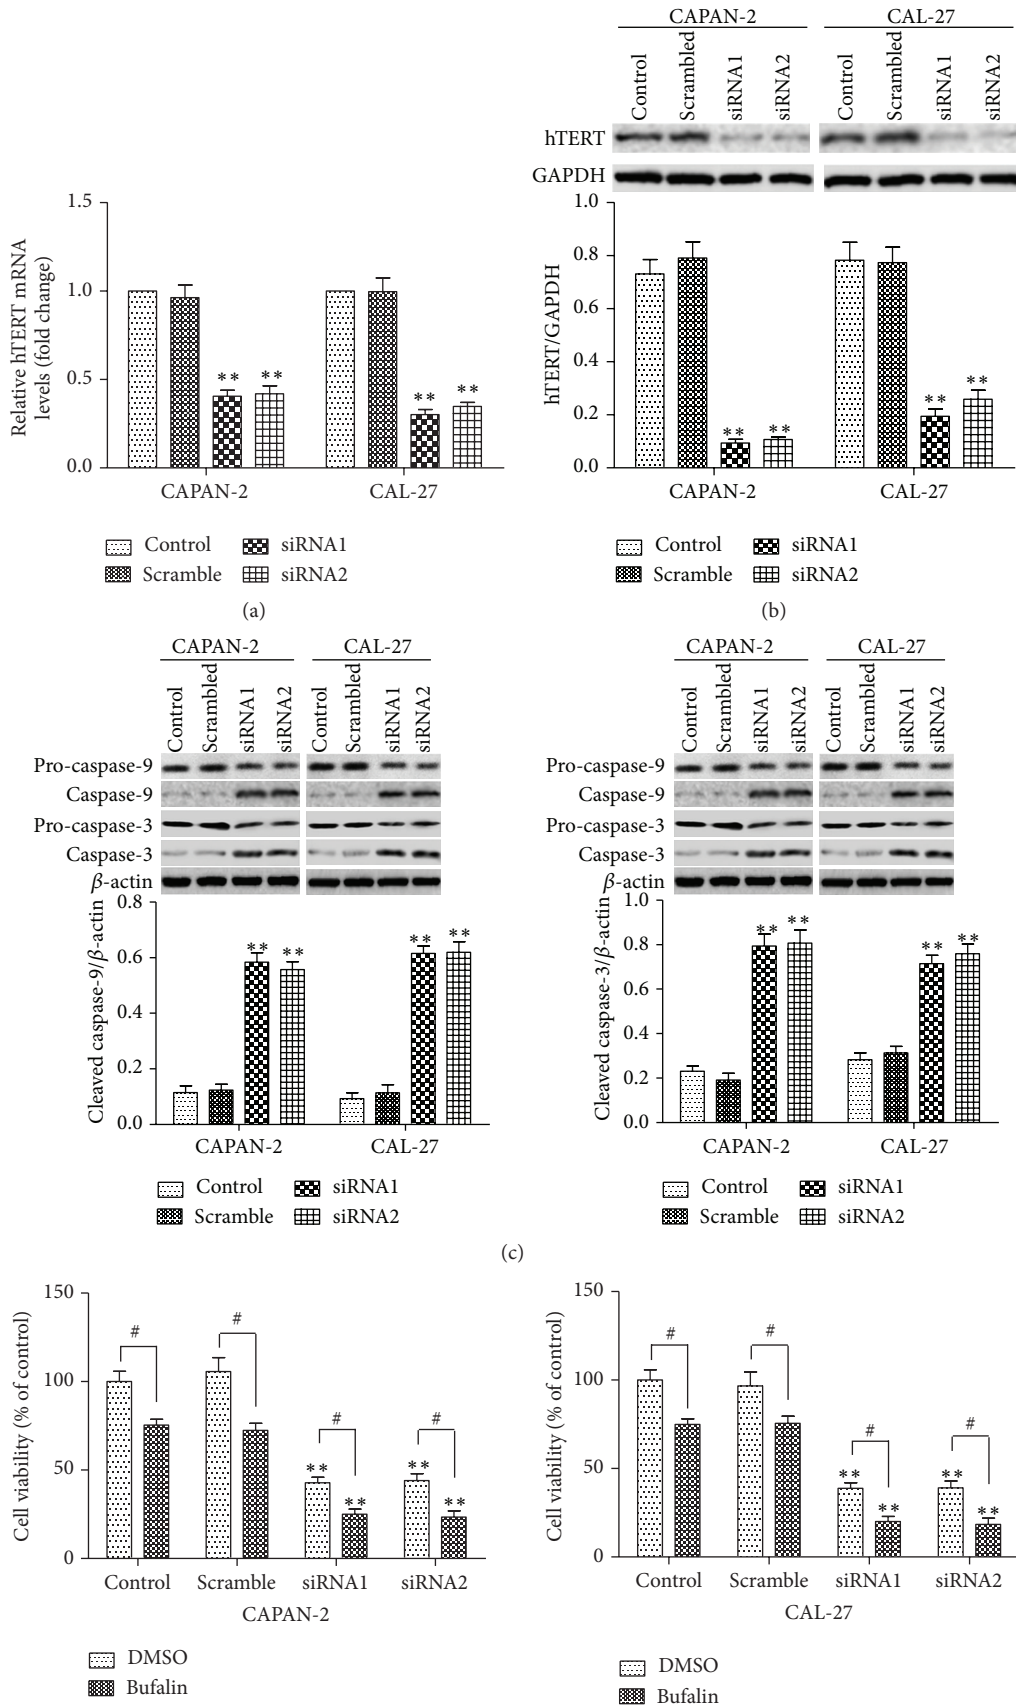 CAPAN-2 CAL-27
Control Scrambled siRNA1 siRNA2 Control Scrambled siRNA1 siRNA2
hTERT
GAPDH
Relative hTERT mRNA
levels (fold change)
1.5
1.0
0.5
0.0
** ** ** **
CAPAN-2 CAL-27
Control siRNA1
Scramble siRNA2
(a)
hTERT/GAPDH
1.0
0.8
0.6
0.4
0.2
0.0
** ** ** **
CAPAN-2 CAL-27
Control siRNA1
Scramble siRNA2
(b)
CAPAN-2 CAL-27
Control Scrambled siRNA1 siRNA2 Control Scrambled siRNA1 siRNA2
Pro-caspase-9
Caspase-9
Pro-caspase-3
Caspase-3
β-actin
Cleaved caspase-9/β-actin
0.8
0.6
0.4
0.2
0.0
** ** ** **
CAPAN-2 CAL-27
Control siRNA1
Scramble siRNA2
CAPAN-2 CAL-27
Control Scrambled siRNA1 siRNA2 Control Scrambled siRNA1 siRNA2
Pro-caspase-9
Caspase-9
Pro-caspase-3
Caspase-3
β-actin
Cleaved caspase-3/β-actin
1.0
0.8
0.6
0.4
0.2
0.0
** ** ** **
CAPAN-2 CAL-27
Control siRNA1
Scramble siRNA2
(c)
Cell viability (% of control)
150
100
50
0
# # # #
** ** ** **
Control Scramble siRNA1 siRNA2
CAPAN-2
DMSO
Bufalin
Cell viability (% of control)
150
100
50
0
# # # #
** ** ** **
Control Scramble siRNA1 siRNA2
CAL-27
DMSO
Bufalin